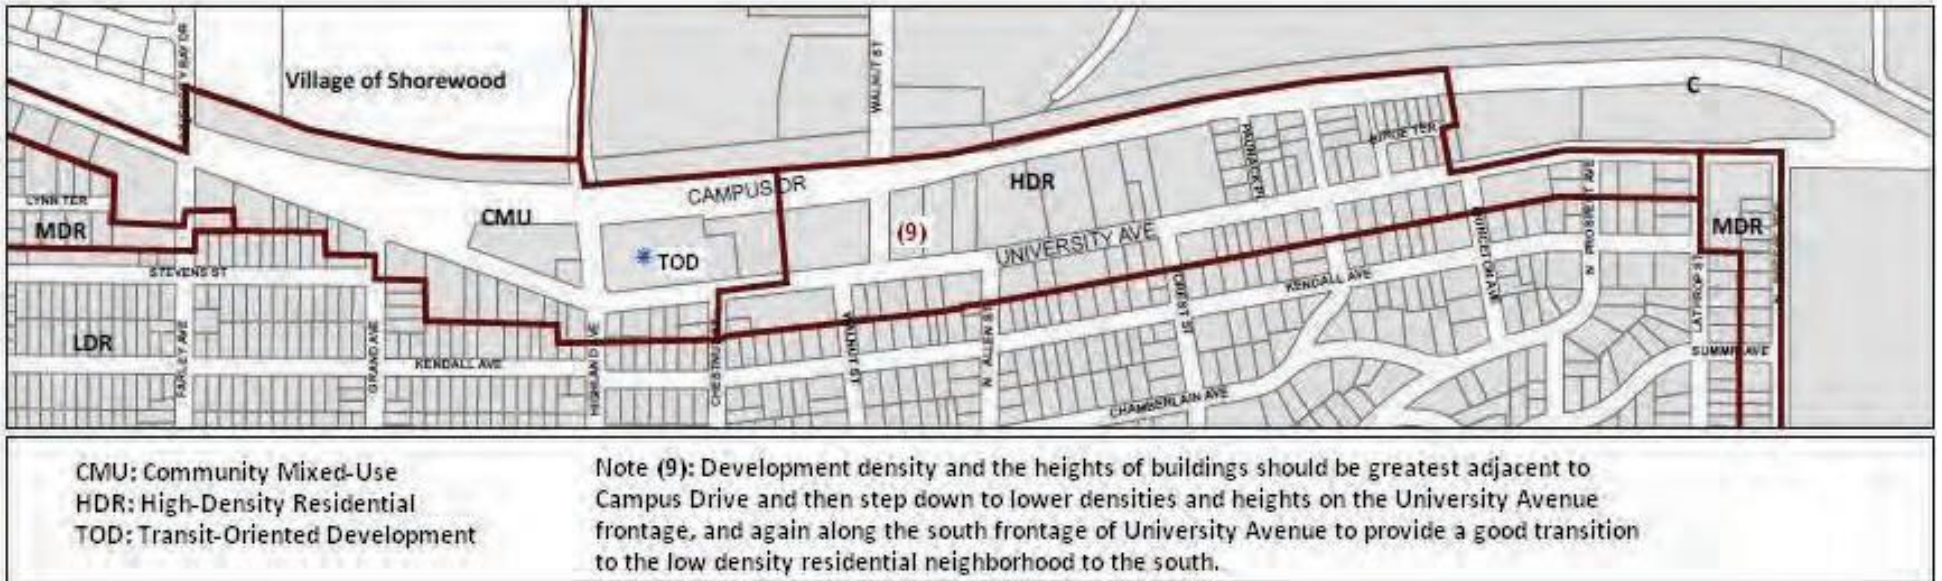 Village of Shorewood
WALNUT ST
C
LYNN TER
MDR
CMU
CAMPUS DR
HDR
(9)
UNIVERSITY AVE
TOD
MDR
STEVENS ST
KENDALL AVE
N PROSPECT AVE
PRINCETON AVE
LATHROP ST
LDR
FARLEY AVE
GRAND AVE
KENDALL AVE
HIGHLAND AVE
WALNUT ST
N ALLEN ST
FOREST ST
CHAMBERLAIN AVE
SUMMIT AVE
CMU: Community Mixed-Use
HDR: High-Density Residential
TOD: Transit-Oriented Development
Note (9): Development density and the heights of buildings should be greatest adjacent to
Campus Drive and then step down to lower densities and heights on the University Avenue
frontage, and again along the south frontage of University Avenue to provide a good transition
to the low density residential neighborhood to the south.